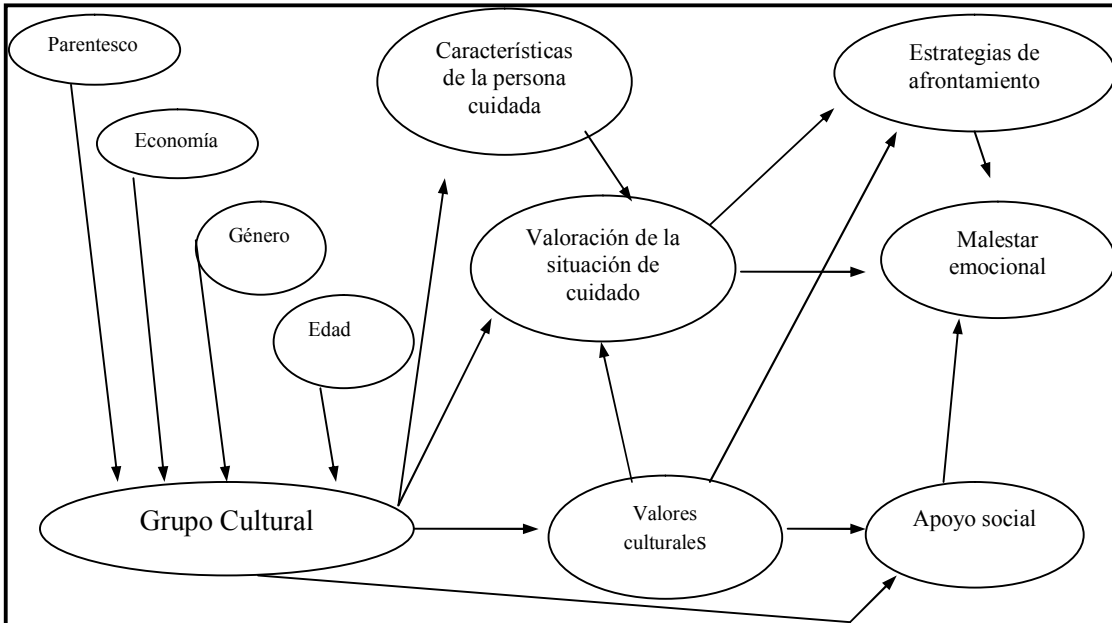 Parentesco
Economía
Género
Edad
Grupo Cultural
Características
de la persona
cuidada
Valoración de la
situación de
cuidado
Valores
culturales
Estrategias de
afrontamiento
Malestar
emocional
Apoyo social